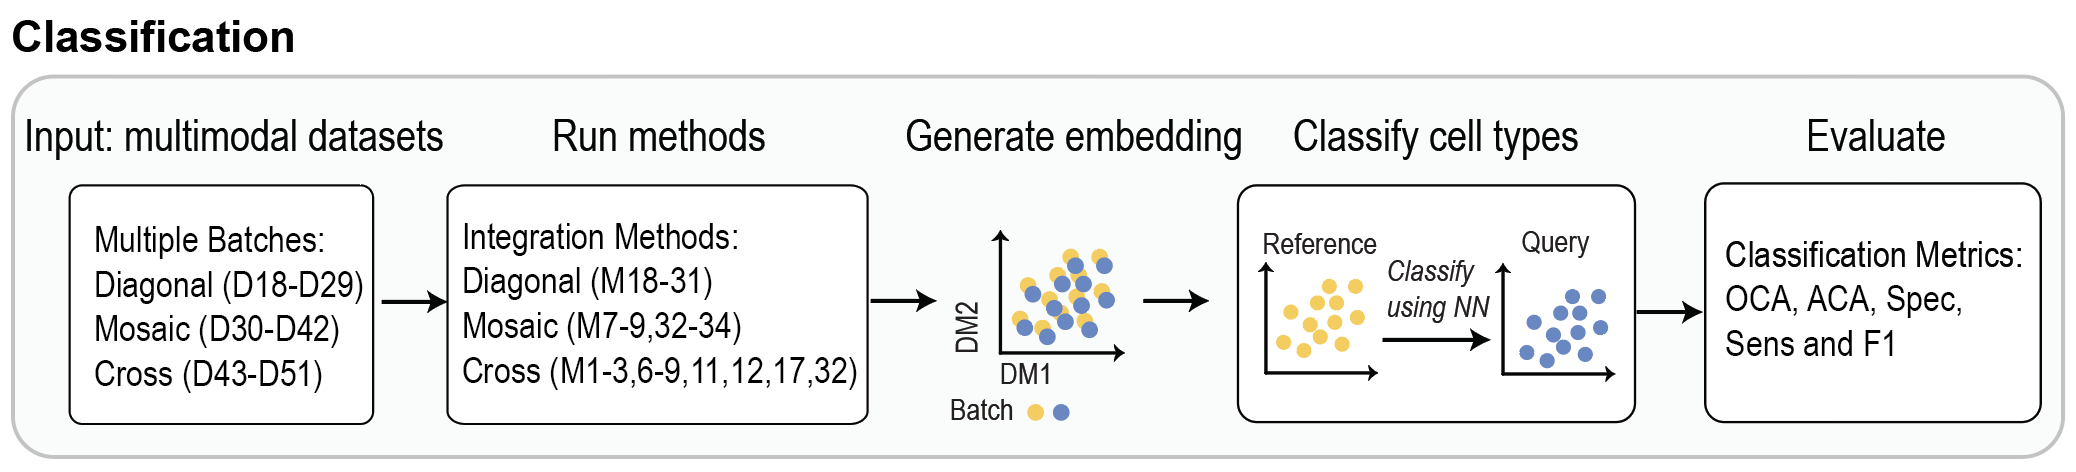 Classification
Input: multimodal datasets
Multiple Batches:
Diagonal (D18-D29)
Mosaic (D30-D42)
Cross (D43-D51)
Run methods
Integration Methods:
Diagonal (M18-31)
Mosaic (M7-9,32-34)
Cross (M1-3,6-9,11,12,17,32)
Generate embedding
DM2
DM1
Batch
Classify cell types
Reference
Classify
using NN
Query
Evaluate
Classification Metrics:
OCA, ACA, Spec,
Sens and F1